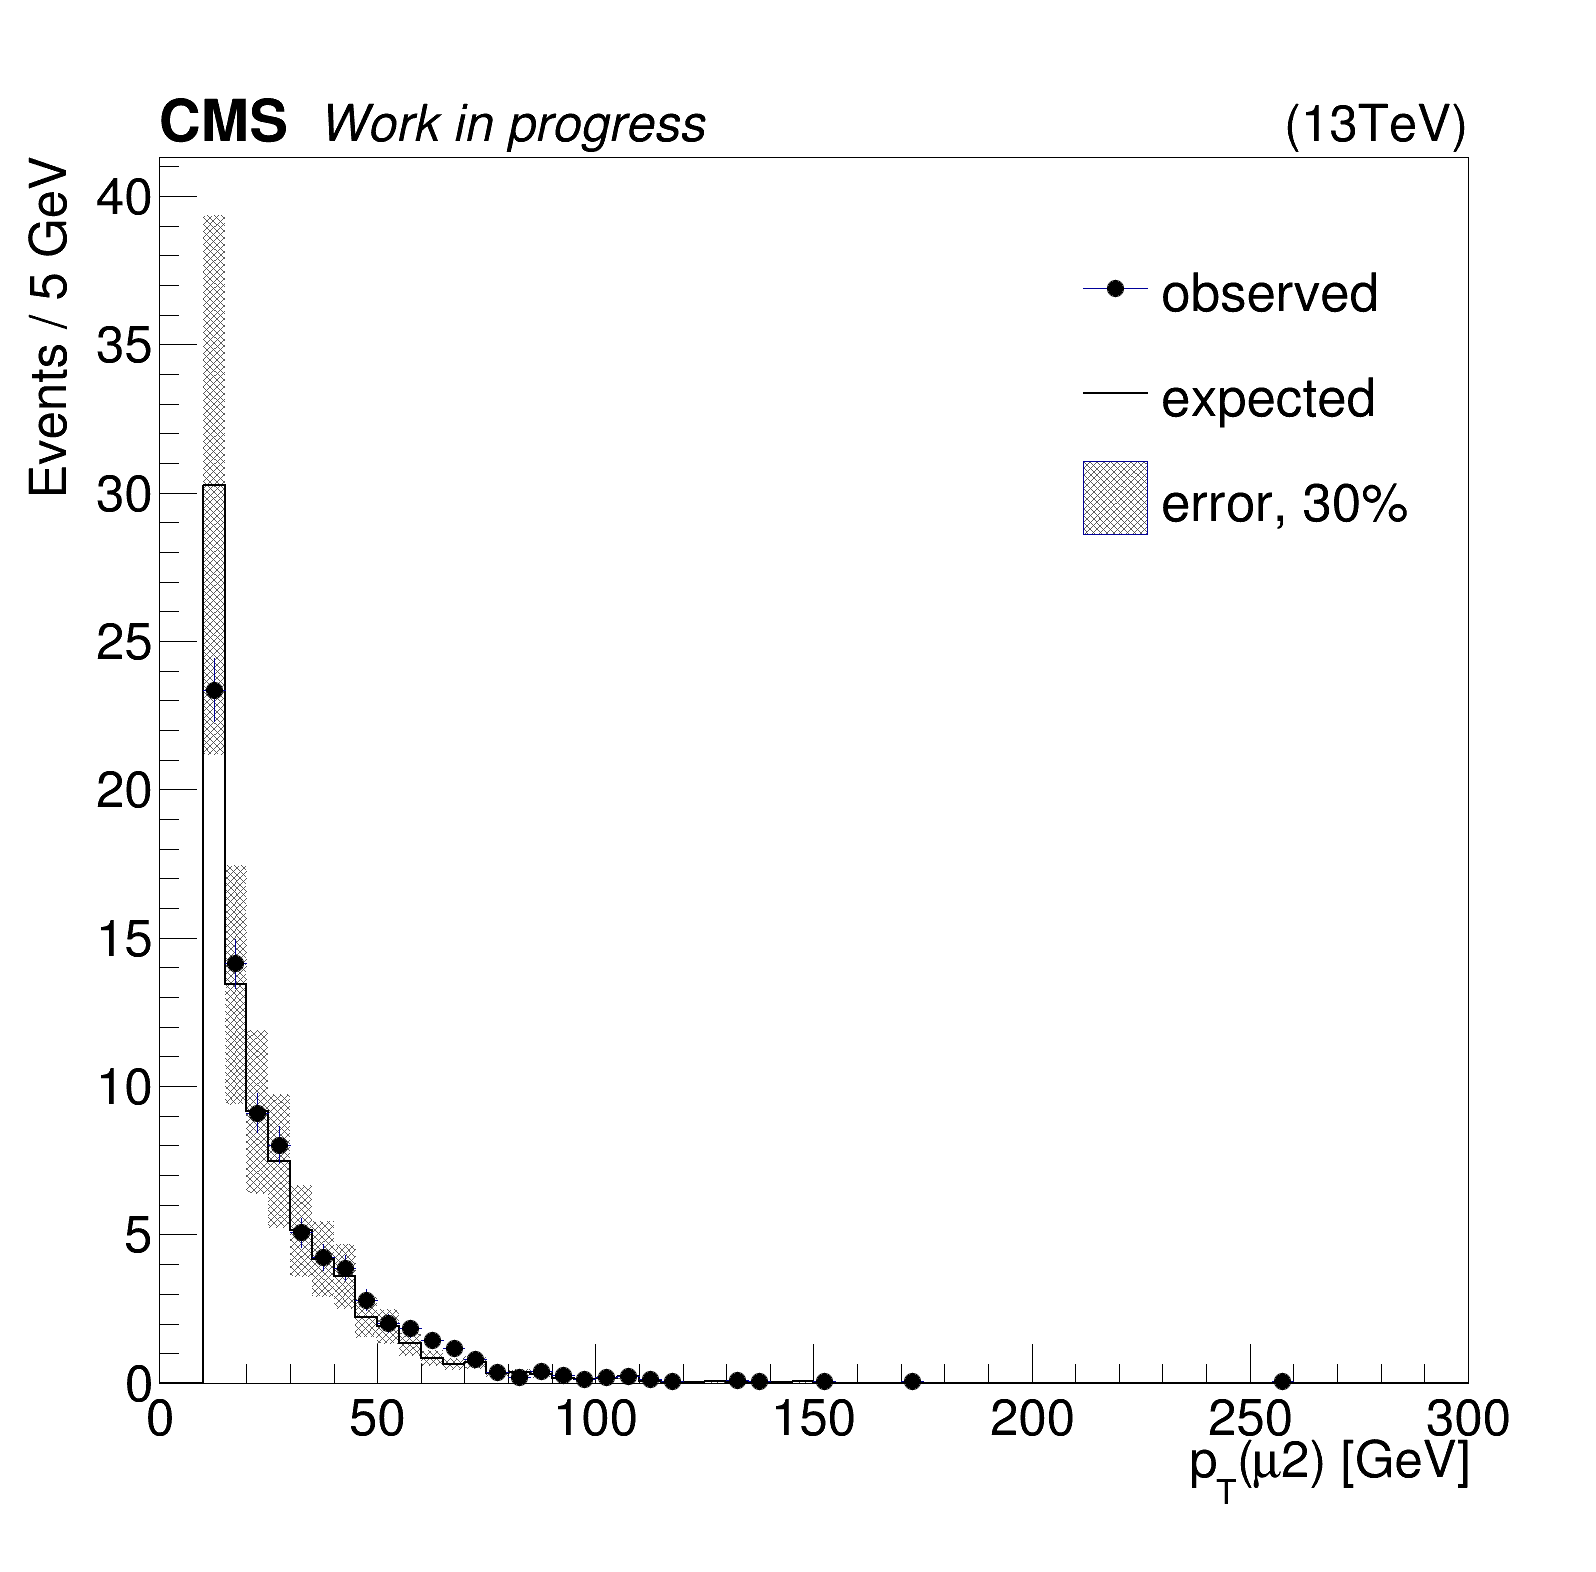 CMS Work in progress (13TeV)
Events / 5 GeV
40
35
30
25
20
15
10
5
0
observed
expected
error, 30%
0 50 100 150 200 250 300
p_T(μ2) [GeV]